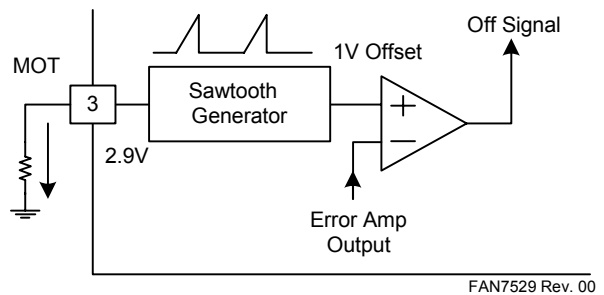 Off Signal
1V Offset
MOT
3
Sawtooth
Generator
2.9V
+
−
Error Amp
Output
FAN7529 Rev. 00